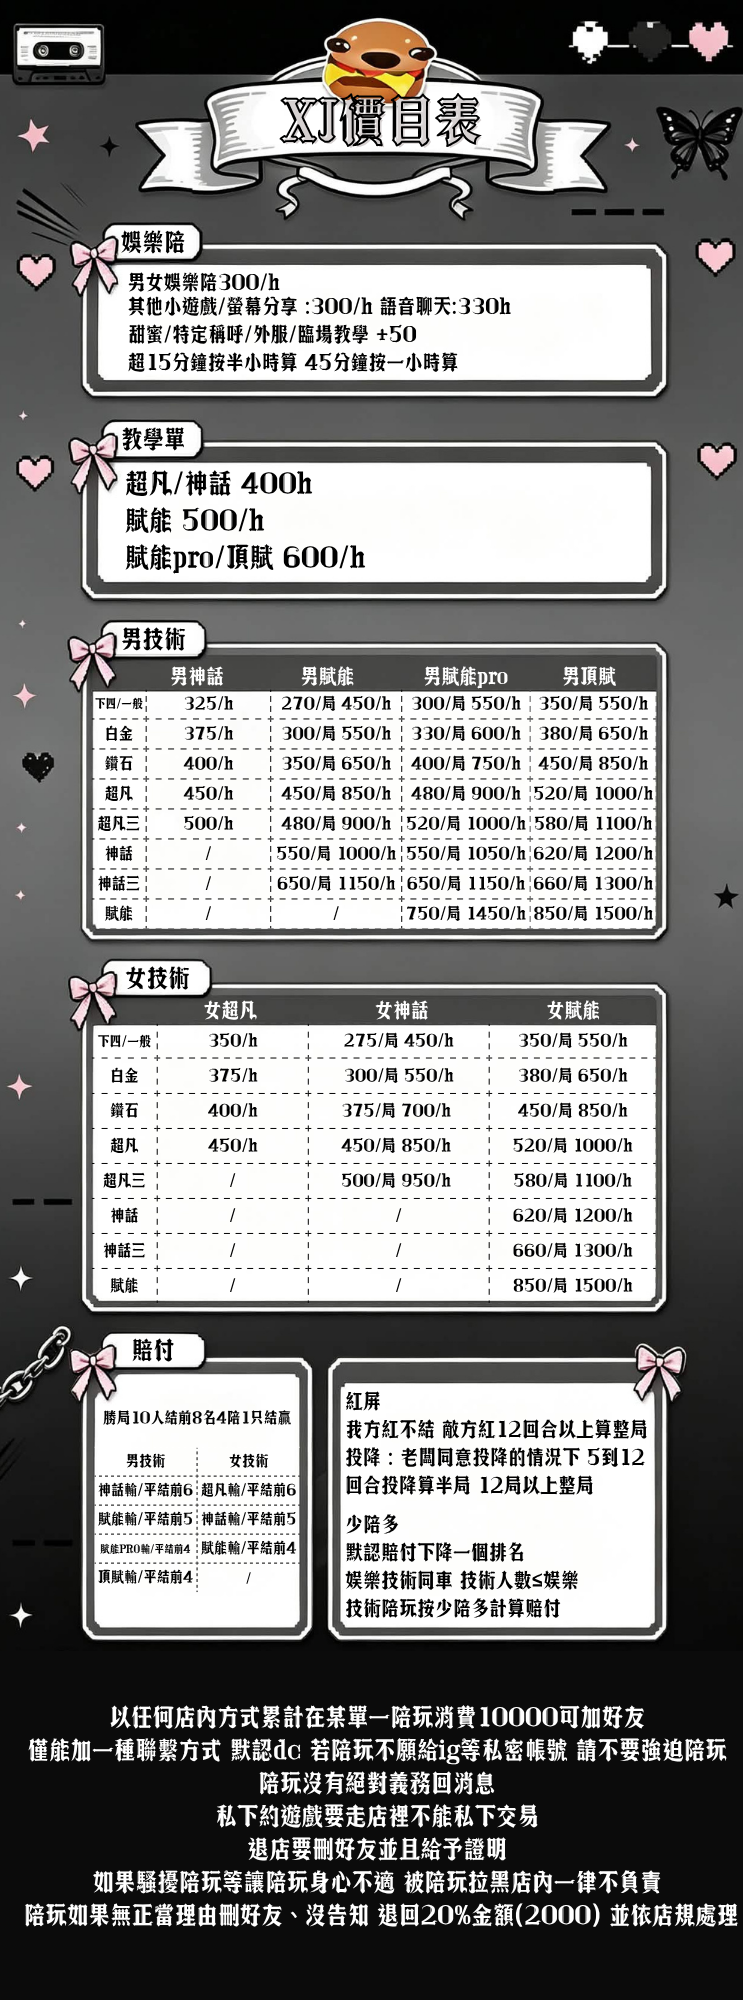 XJ價目表
娛樂陪
男女娛樂陪300/h
其他小遊戲/螢幕分享 :300/h 語音聊天:330h
甜蜜/特定稱呼/外服/臨場教學 +50
超15分鐘按半小時算 45分鐘按一小時算
教學單
超凡/神話 400h
賦能 500/h
賦能pro/頂賦 600/h
男技術
男神話 男賦能 男賦能pro 男頂賦
下四/一般 325/h 270/局 450/h 300/局 550/h 350/局 550/h
白金 375/h 300/局 550/h 330/局 600/h 380/局 650/h
鑽石 400/h 350/局 650/h 400/局 750/h 450/局 850/h
超凡 450/h 450/局 850/h 480/局 900/h 520/局 1000/h
超凡三 500/h 480/局 900/h 520/局 1000/h 580/局 1100/h
神話 / 550/局 1000/h 550/局 1050/h 620/局 1200/h
神話三 / 650/局 1150/h 650/局 1150/h 660/局 1300/h
賦能 / / 750/局 1450/h 850/局 1500/h
女技術
女超凡 女神話 女賦能
下四/一般 350/h 275/局 450/h 350/局 550/h
白金 375/h 300/局 550/h 380/局 650/h
鑽石 400/h 375/局 700/h 450/局 850/h
超凡 450/h 450/局 850/h 520/局 1000/h
超凡三 / 500/局 950/h 580/局 1100/h
神話 / / 620/局 1200/h
神話三 / / 660/局 1300/h
賦能 / / 850/局 1500/h
賠付
勝局10人結前8名4陪1只結贏
男技術 女技術
神話輸/平結前6 超凡輸/平結前6
賦能輸/平結前5 神話輸/平結前5
賦能PRO輸/平結前4 賦能輸/平結前4
頂賦輸/平結前4 /
紅屏
我方紅不結 敵方紅12回合以上算整局
投降：老闆同意投降的情況下 5到12
回合投降算半局 12局以上整局
少陪多
默認賠付下降一個排名
娱樂技術同車 技術人數≤娱樂
技術陪玩按少陪多計算賠付
以任何店內方式累計在某單一陪玩消費10000可加好友
僅能加一種聯繫方式 默認dc 若陪玩不願給ig等私密帳號 請不要強迫陪玩
陪玩沒有絕對義務回消息
私下約遊戲要走店裡不能私下交易
退店要刪好友並且給予證明
如果騷擾陪玩等讓陪玩身心不適 被陪玩拉黑店內一律不負責
陪玩如果無正當理由刪好友、沒告知 退回20%金額(2000) 並依店規處理